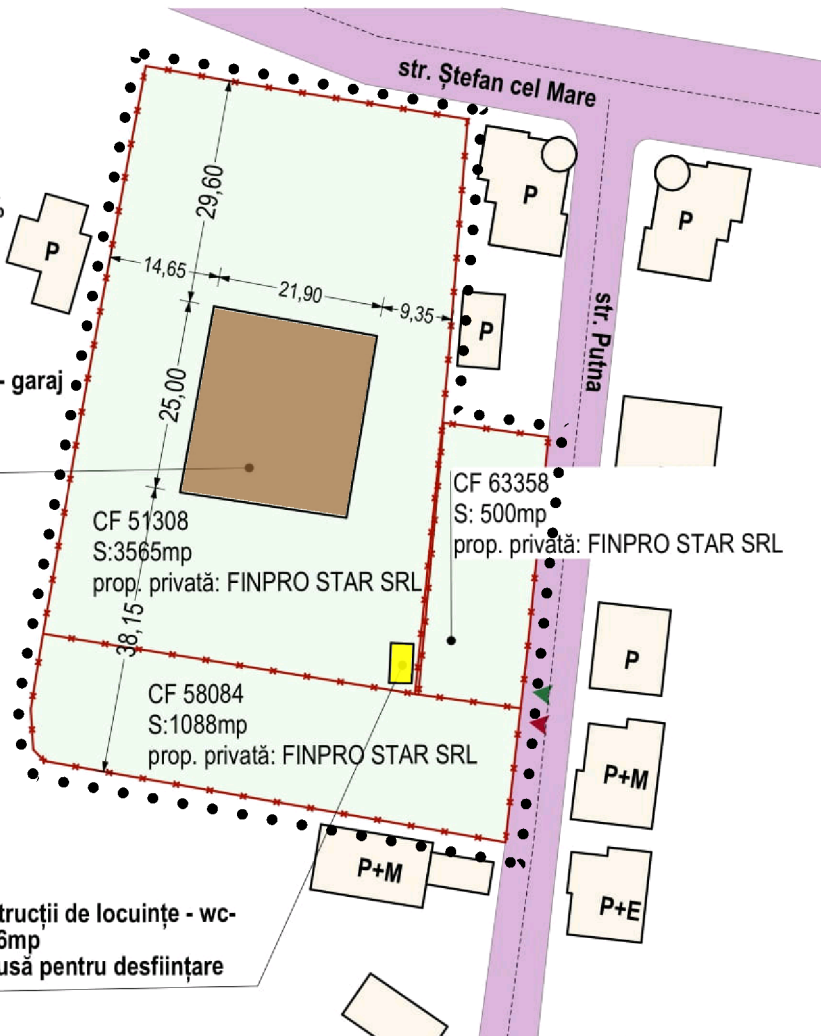 str. Ștefan cel Mare
P
P
29,60
P
14,65
21,90
9,35
P
str. Putna
- garaj
25,00
CF 63358
S: 500mp
prop. privată: FINPRO STAR SRL
CF 51308
S:3565mp
prop. privată: FINPRO STAR SRL
38,15
P
CF 58084
S:1088mp
prop. privată: FINPRO STAR SRL
P+M
P+M
P+E
trucții de locuințe - wc-
6mp
usă pentru desființare